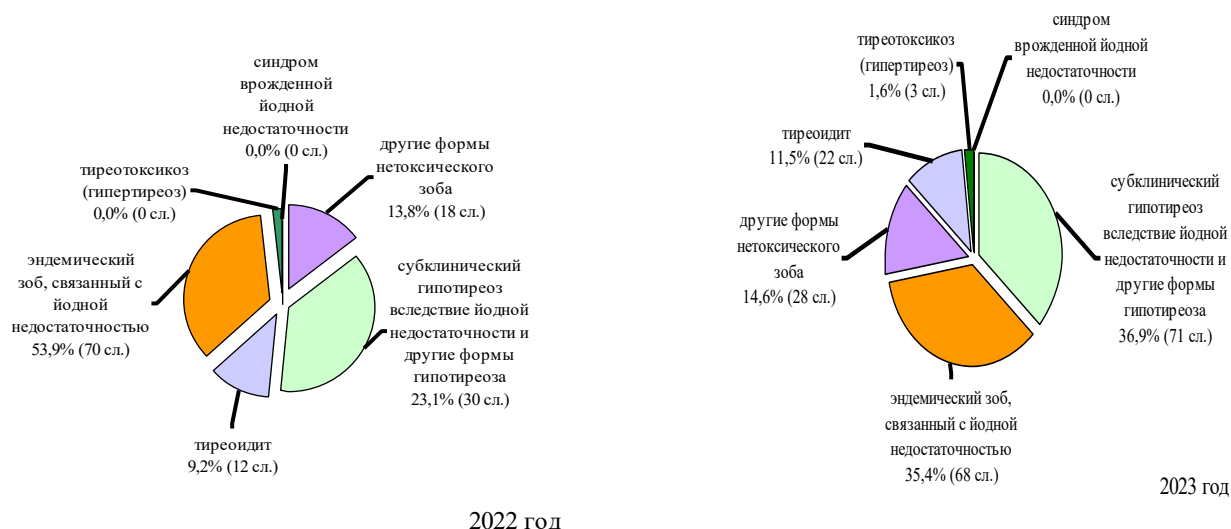 синдром
врожденной
йодной
недостаточности
0,0% (0 сл.)
другие формы
нетоксического
зоба
13,8% (18 сл.)
тиреотоксикоз
(гипертиреоз)
0,0% (0 сл.)
эндемический
зоб, связанный с
йодной
недостаточностью
53,9% (70 сл.)
субклинический
гипотиреоз
вследствие йодной
недостаточности и
другие формы
гипотиреоза
23,1% (30 сл.)
тиреоидит
9,2% (12 сл.)
2022 год
синдром
врожденной йодной
недостаточности
0,0% (0 сл.)
тиреотоксикоз
(гипертиреоз)
1,6% (3 сл.)
тиреоидит
11,5% (22 сл.)
другие формы
нетоксического
зоба
14,6% (28 сл.)
субклинический
гипотиреоз
вследствие йодной
недостаточности и
другие формы
гипотиреоза
36,9% (71 сл.)
эндемический зоб,
связанный с йодной
недостаточностью
35,4% (68 сл.)
2023 год